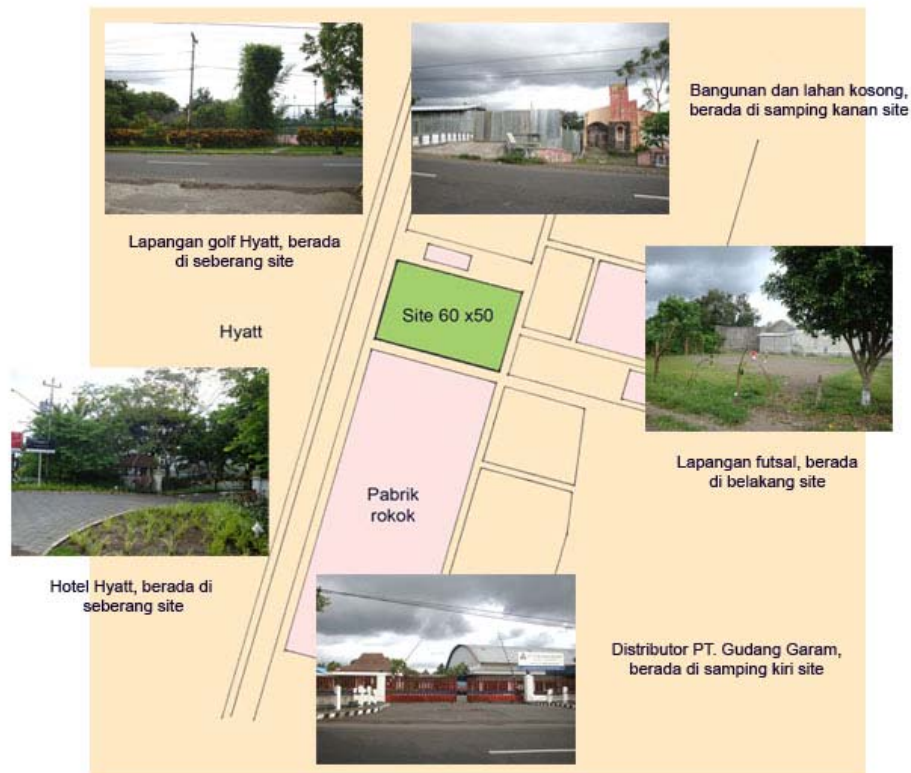 Bangunan dan lahan kosong,
berada di samping kanan site
Lapangan golf Hyatt, berada
di seberang site
Site 60 x50
Hyatt
Lapangan futsal, berada
di belakang site
Pabrik
rokok
Hotel Hyatt, berada di
seberang site
Distributor PT. Gudang Garam,
berada di samping kiri site